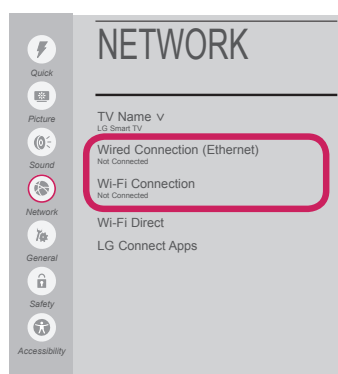 NETWORK
Quick
Picture
Sound
Network
General
Safety
Accessibility
TV Name ∨
LG Smart TV
Wired Connection (Ethernet)
Not Connected
Wi-Fi Connection
Not Connected
Wi-Fi Direct
LG Connect Apps